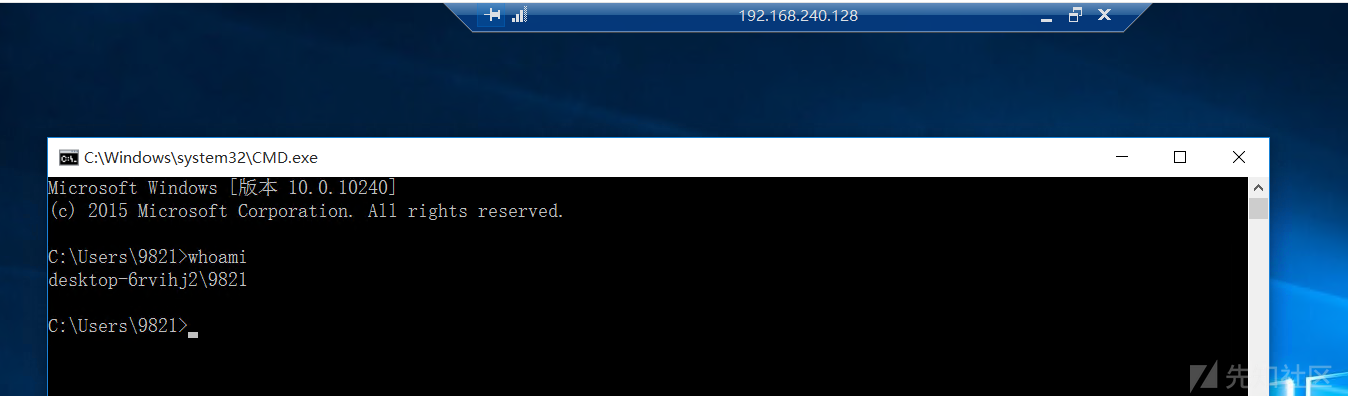 192.168.240.128
C:\Windows\system32\CMD.exe
Microsoft Windows [版本 10.0.10240]
(c) 2015 Microsoft Corporation. All rights reserved.
C:\Users\9821>whoami
desktop-6rvihj2\9821
C:\Users\9821>
先知社区